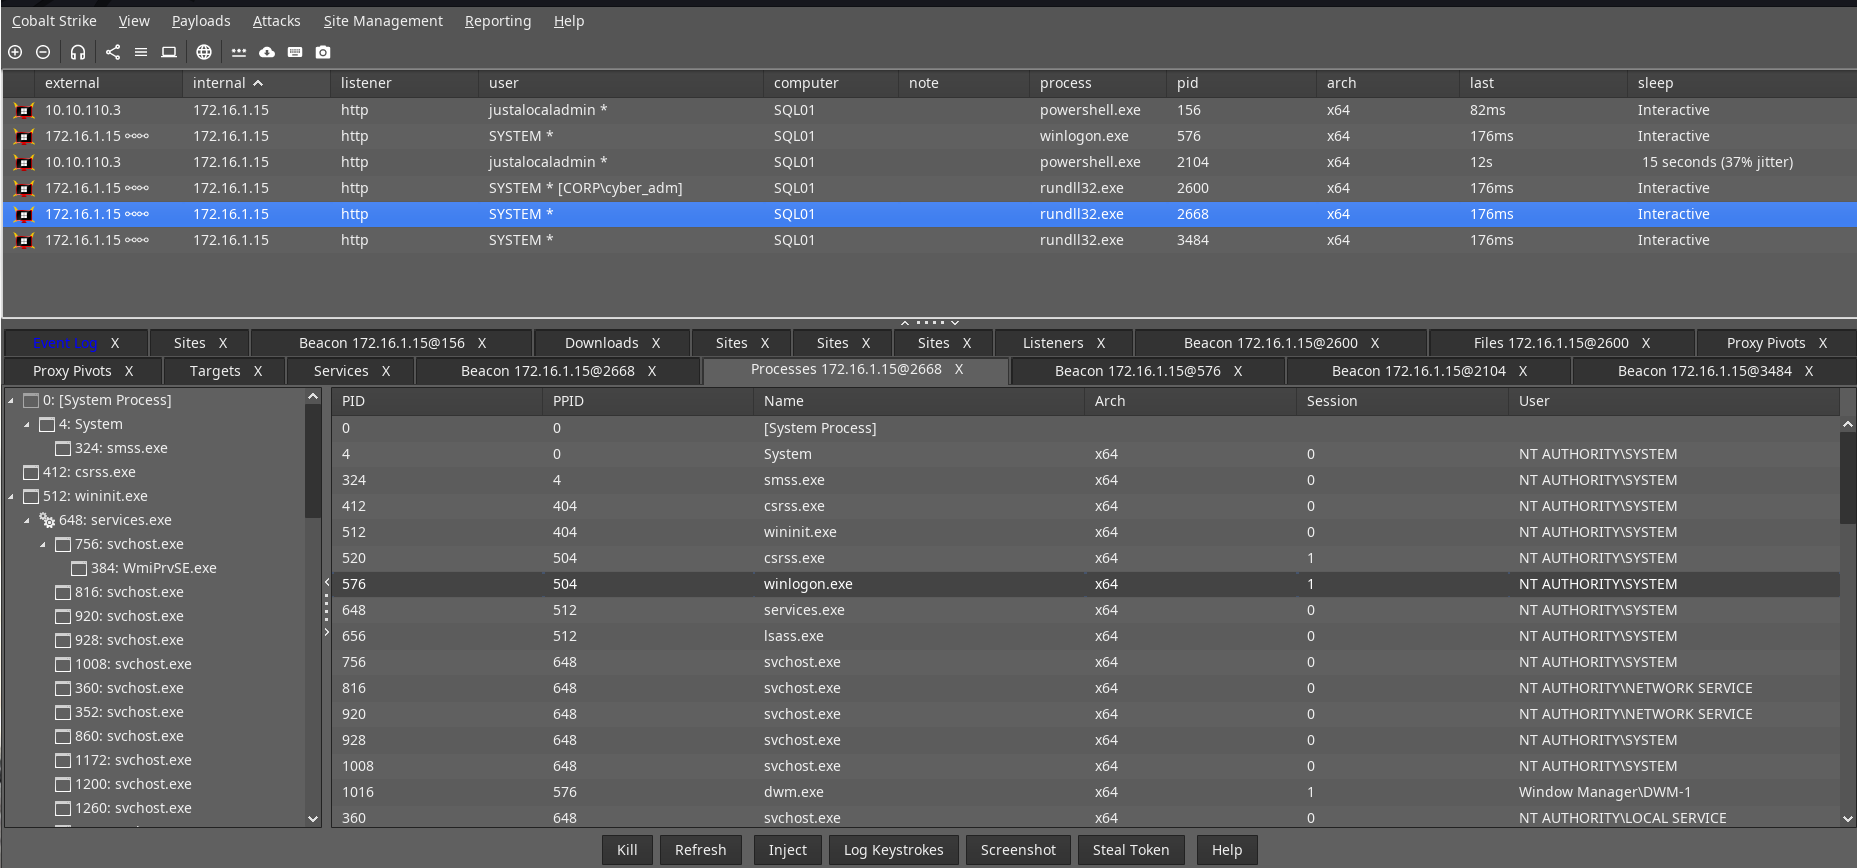 Cobalt Strike View Payloads Attacks Site Management Reporting Help
external internal listener user computer note process pid arch last sleep
10.10.110.3 172.16.1.15 http justalocaladmin * SQL01 powershell.exe 156 x64 82ms Interactive
172.16.1.15 172.16.1.15 http SYSTEM * SQL01 winlogon.exe 576 x64 176ms Interactive
10.10.110.3 172.16.1.15 http justalocaladmin * SQL01 powershell.exe 2104 x64 12s 15 seconds (37% jitter)
172.16.1.15 172.16.1.15 http SYSTEM * [CORP\cyber_adm] SQL01 rundll32.exe 2600 x64 176ms Interactive
172.16.1.15 172.16.1.15 http SYSTEM * SQL01 rundll32.exe 2668 x64 176ms Interactive
172.16.1.15 172.16.1.15 http SYSTEM * SQL01 rundll32.exe 3484 x64 176ms Interactive
Event Log X Sites X Beacon 172.16.1.15@156 X Downloads X Sites X Sites X Sites X Listeners X Beacon 172.16.1.15@2600 X Files 172.16.1.15@2600 X Proxy Pivots X
Proxy Pivots X Targets X Services X Beacon 172.16.1.15@2668 X Processes 172.16.1.15@2668 X Beacon 172.16.1.15@576 X Beacon 172.16.1.15@2104 X Beacon 172.16.1.15@3484 X
0: [System Process]
4: System
324: smss.exe
412: csrss.exe
512: wininit.exe
648: services.exe
756: svchost.exe
384: WmiPrvSE.exe
816: svchost.exe
920: svchost.exe
928: svchost.exe
1008: svchost.exe
360: svchost.exe
352: svchost.exe
860: svchost.exe
1172: svchost.exe
1200: svchost.exe
1260: svchost.exe
PID PPID Name Arch Session User
0 0 [System Process]
4 0 System x64 0 NT AUTHORITY\SYSTEM
324 4 smss.exe x64 0 NT AUTHORITY\SYSTEM
412 404 csrss.exe x64 0 NT AUTHORITY\SYSTEM
512 404 wininit.exe x64 0 NT AUTHORITY\SYSTEM
520 504 csrss.exe x64 1 NT AUTHORITY\SYSTEM
576 504 winlogon.exe x64 1 NT AUTHORITY\SYSTEM
648 512 services.exe x64 0 NT AUTHORITY\SYSTEM
656 512 lsass.exe x64 0 NT AUTHORITY\SYSTEM
756 648 svchost.exe x64 0 NT AUTHORITY\SYSTEM
816 648 svchost.exe x64 0 NT AUTHORITY\NETWORK SERVICE
920 648 svchost.exe x64 0 NT AUTHORITY\NETWORK SERVICE
928 648 svchost.exe x64 0 NT AUTHORITY\SYSTEM
1008 648 svchost.exe x64 0 NT AUTHORITY\SYSTEM
1016 576 dwm.exe x64 1 Window Manager\DWM-1
360 648 svchost.exe x64 0 NT AUTHORITY\LOCAL SERVICE
Kill Refresh Inject Log Keystrokes Screenshot Steal Token Help